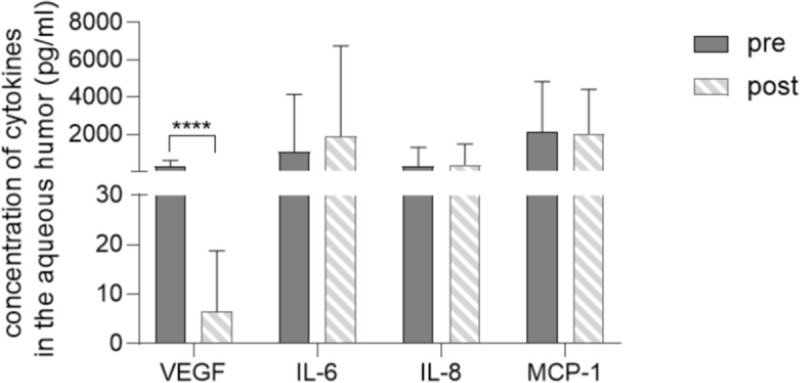 concentration of cytokines
in the aqueous humor (pg/ml)
8000
6000
4000
2000
30
20
10
0
****
VEGF
IL-6
IL-8
MCP-1
pre
post